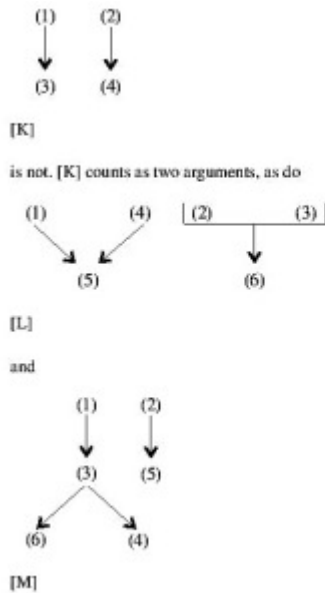 (1) (2)
(3) (4)
[K]
is not. [K] counts as two arguments, as do
(1) (4) (2) (3)
(5) (6)
[L]
and
(1) (2)
(3) (5)
(6) (4)
[M]